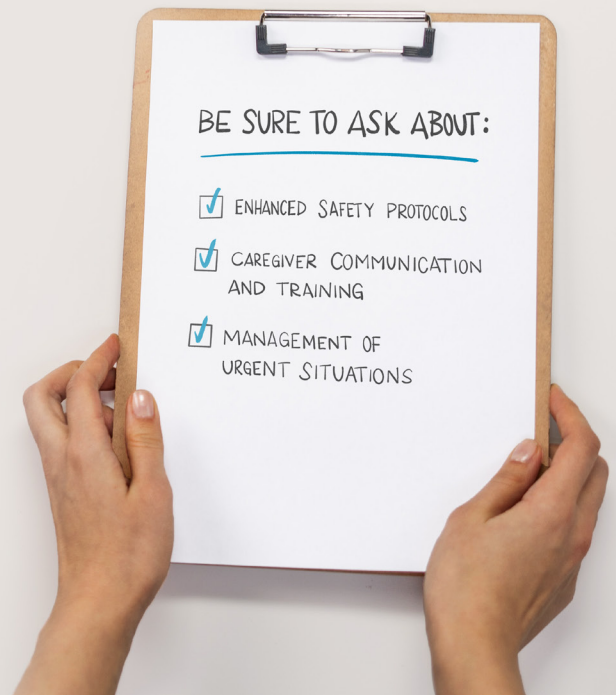 BE SURE TO ASK ABOUT:
ENHANCED SAFETY PROTOCOLS
CAREGIVER COMMUNICATION
AND TRAINING
MANAGEMENT OF
URGENT SITUATIONS